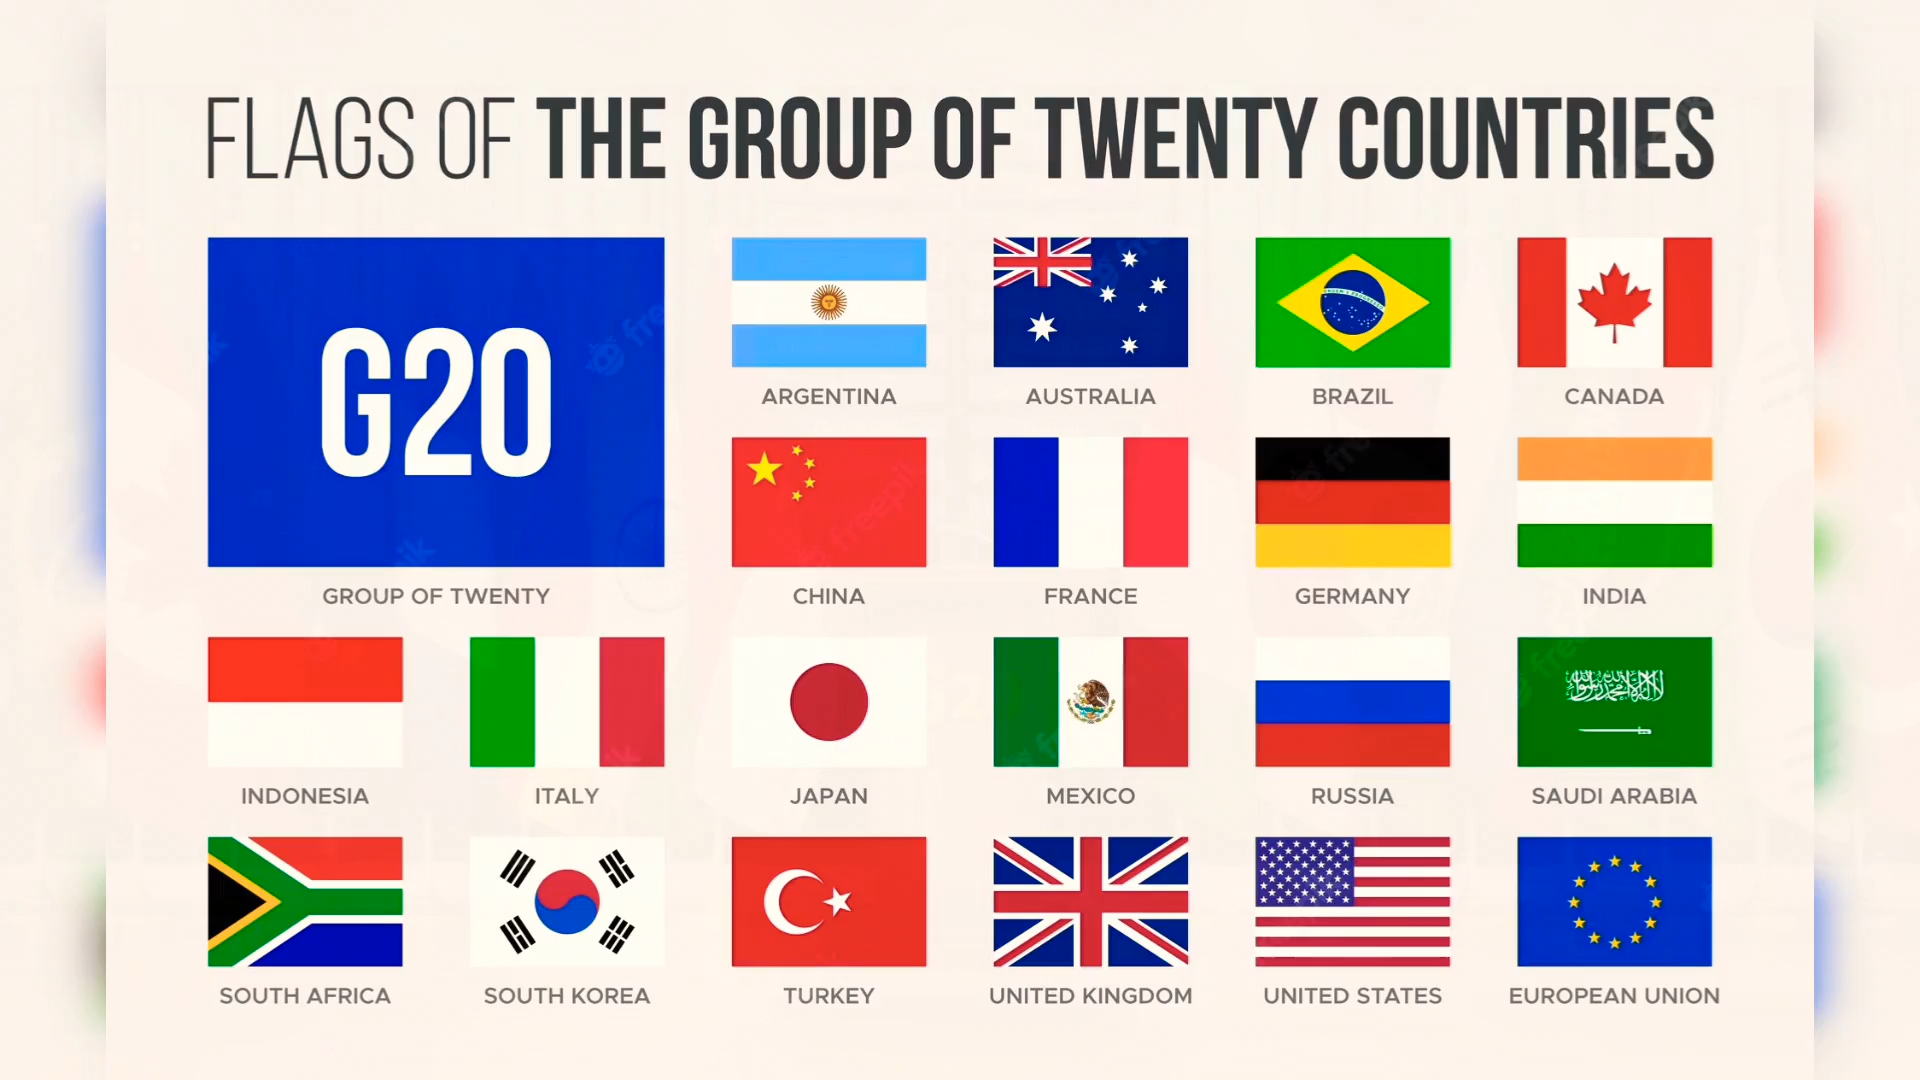 FLAGS OF THE GROUP OF TWENTY COUNTRIES
G20
GROUP OF TWENTY
ARGENTINA
AUSTRALIA
BRAZIL
CANADA
CHINA
FRANCE
GERMANY
INDIA
INDONESIA
ITALY
JAPAN
MEXICO
RUSSIA
SAUDI ARABIA
SOUTH AFRICA
SOUTH KOREA
TURKEY
UNITED KINGDOM
UNITED STATES
EUROPEAN UNION